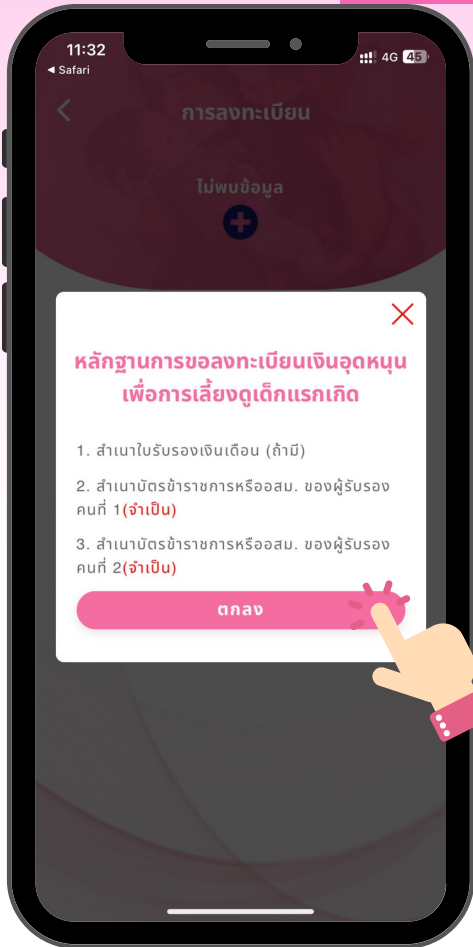 11:32
4G 45
◀ Safari
การลงทะเบียน
ไม่พบข้อมูล
หลักฐานการขอลงทะเบียนเงินอุดหนุน
เพื่อการเลี้ยงดูเด็กแรกเกิด
1. สำเนาใบรับรองเงินเดือน (ถ้ามี)
2. สำเนาบัตรข้าราชการหรืออสม. ของผู้รับรอง
คนที่ 1(จำเป็น)
3. สำเนาบัตรข้าราชการหรืออสม. ของผู้รับรอง
คนที่ 2(จำเป็น)
ตกลง